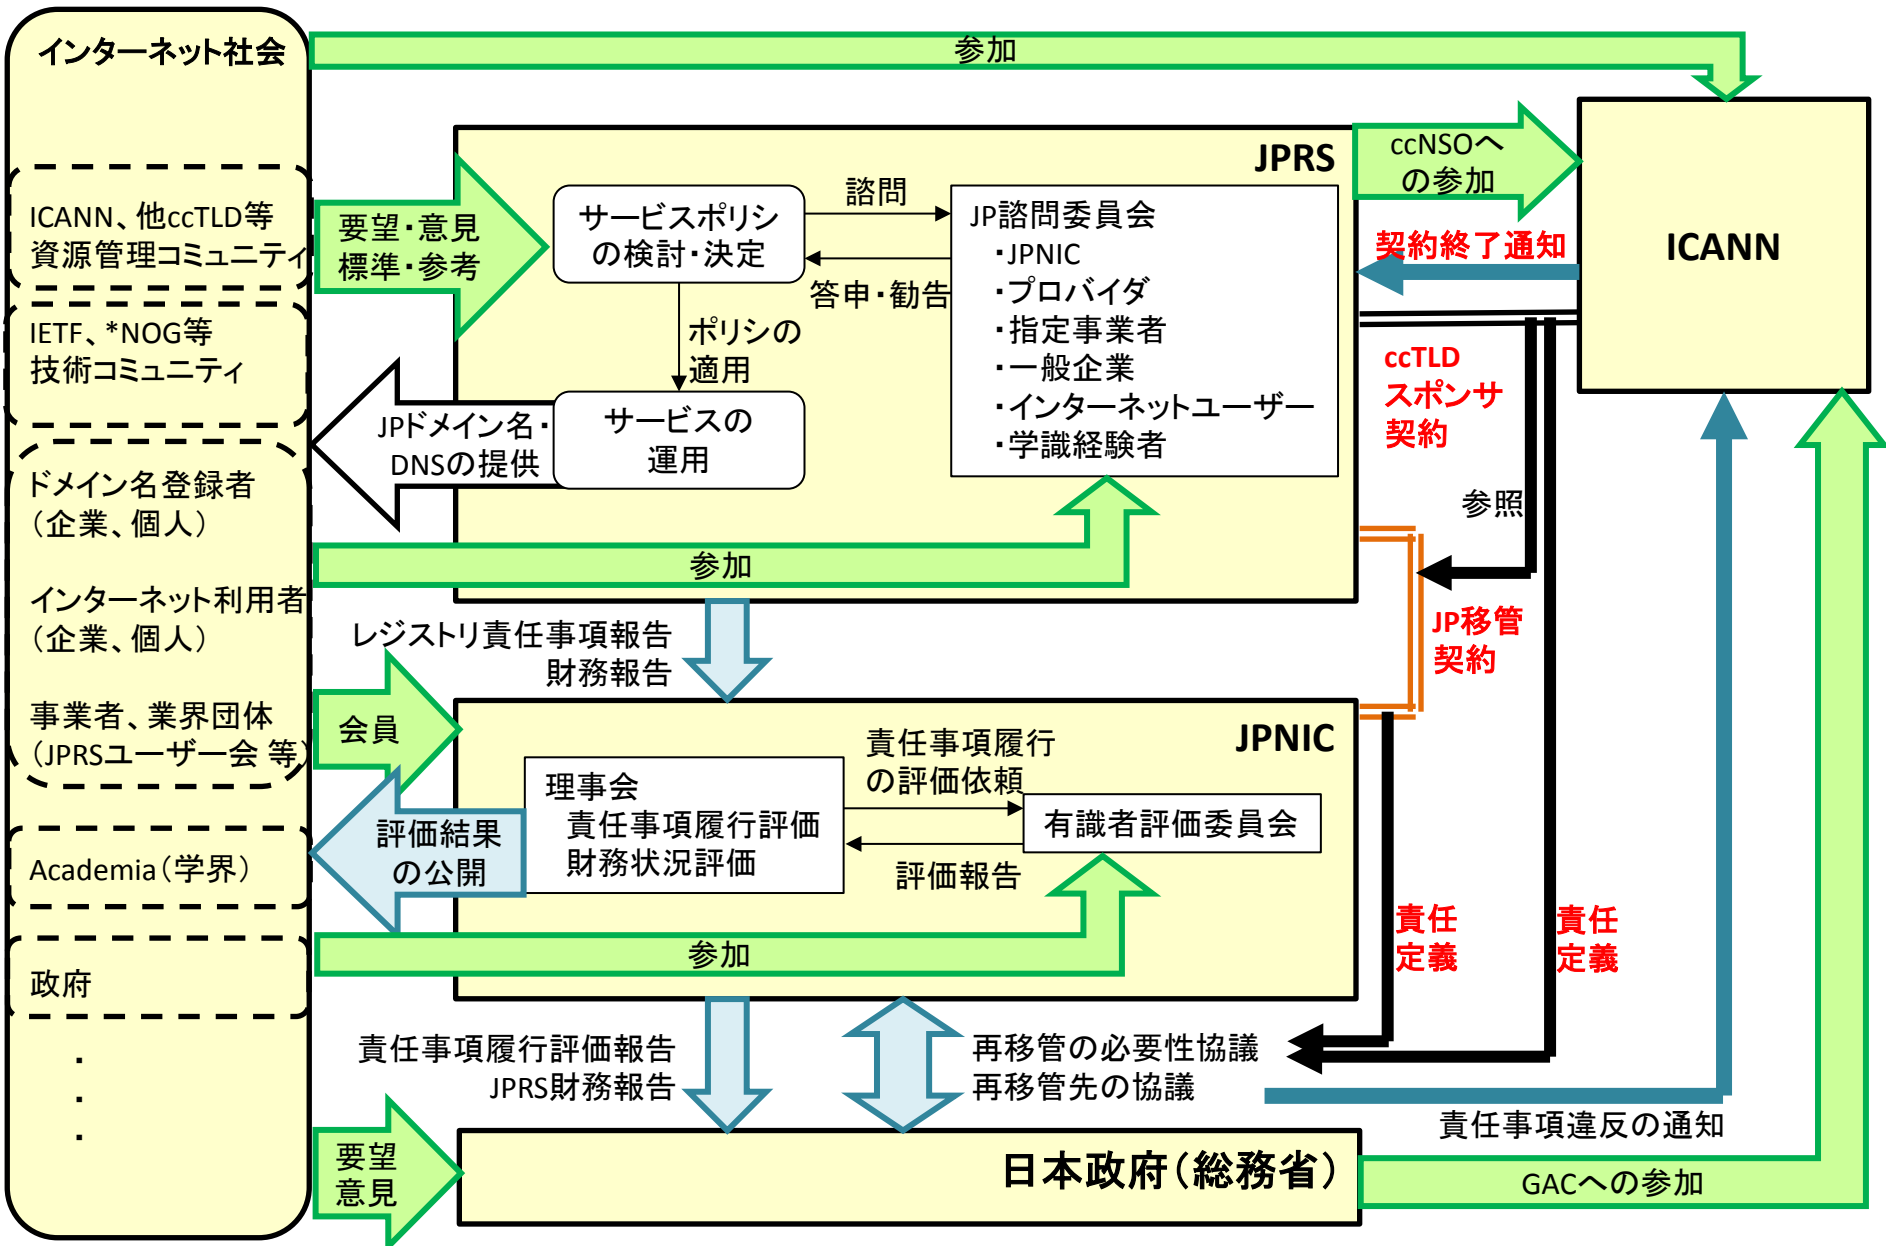 インターネット社会
ICANN、他ccTLD等
資源管理コミュニティ
IETF、*NOG等
技術コミュニティ
ドメイン名登録者
（企業、個人）
インターネット利用者
（企業、個人）
事業者、業界団体
（JPRSユーザー会 等）
Academia（学界）
政府
・
・
・
参加
要望・意見
標準・参考
JPRS
サービスポリシ
の検討・決定
諮問
答申・勧告
JP諮問委員会
・JPNIC
・プロバイダ
・指定事業者
・一般企業
・インターネットユーザー
・学識経験者
ポリシの
適用
サービスの
運用
JPドメイン名・
DNSの提供
参加
ccNSOへ
の参加
契約終了通知
ICANN
ccTLD
スポンサ
契約
参照
JP移管
契約
レジストリ責任事項報告
財務報告
会員
JPNIC
理事会
責任事項履行評価
財務状況評価
責任事項履行
の評価依頼
有識者評価委員会
評価報告
評価結果
の公開
参加
責任
定義
責任
定義
責任事項履行評価報告
JPRS財務報告
再移管の必要性協議
再移管先の協議
責任事項違反の通知
要望
意見
日本政府（総務省）
GACへの参加